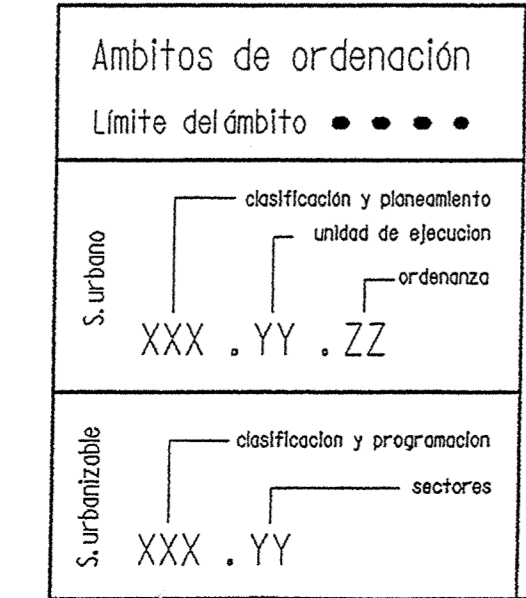 Ambitos de ordenación
Límite del ámbito
S. urbano
clasificación y planeamiento
unidad de ejecucion
ordenanza
XXX . YY . ZZ
S. urbanizable
clasificacion y programacion
sectores
XXX . YY